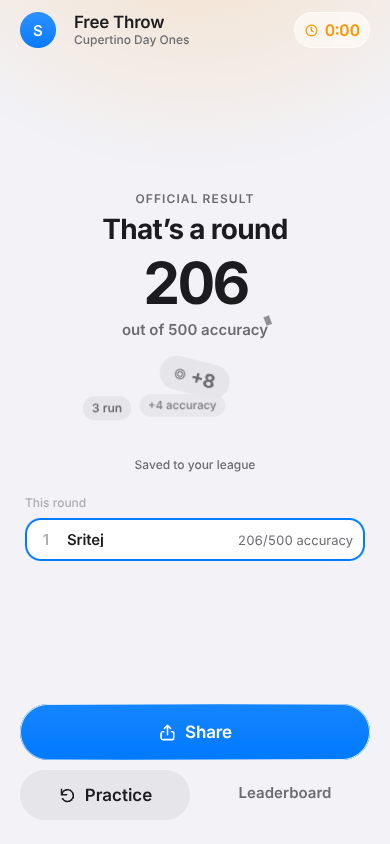 S
Free Throw
Cupertino Day Ones
0:00
OFFICIAL RESULT
That’s a round
206
out of 500 accuracy
+8
3 run
+4 accuracy
Saved to your league
This round
1 Sritej 206/500 accuracy
Share
Practice
Leaderboard